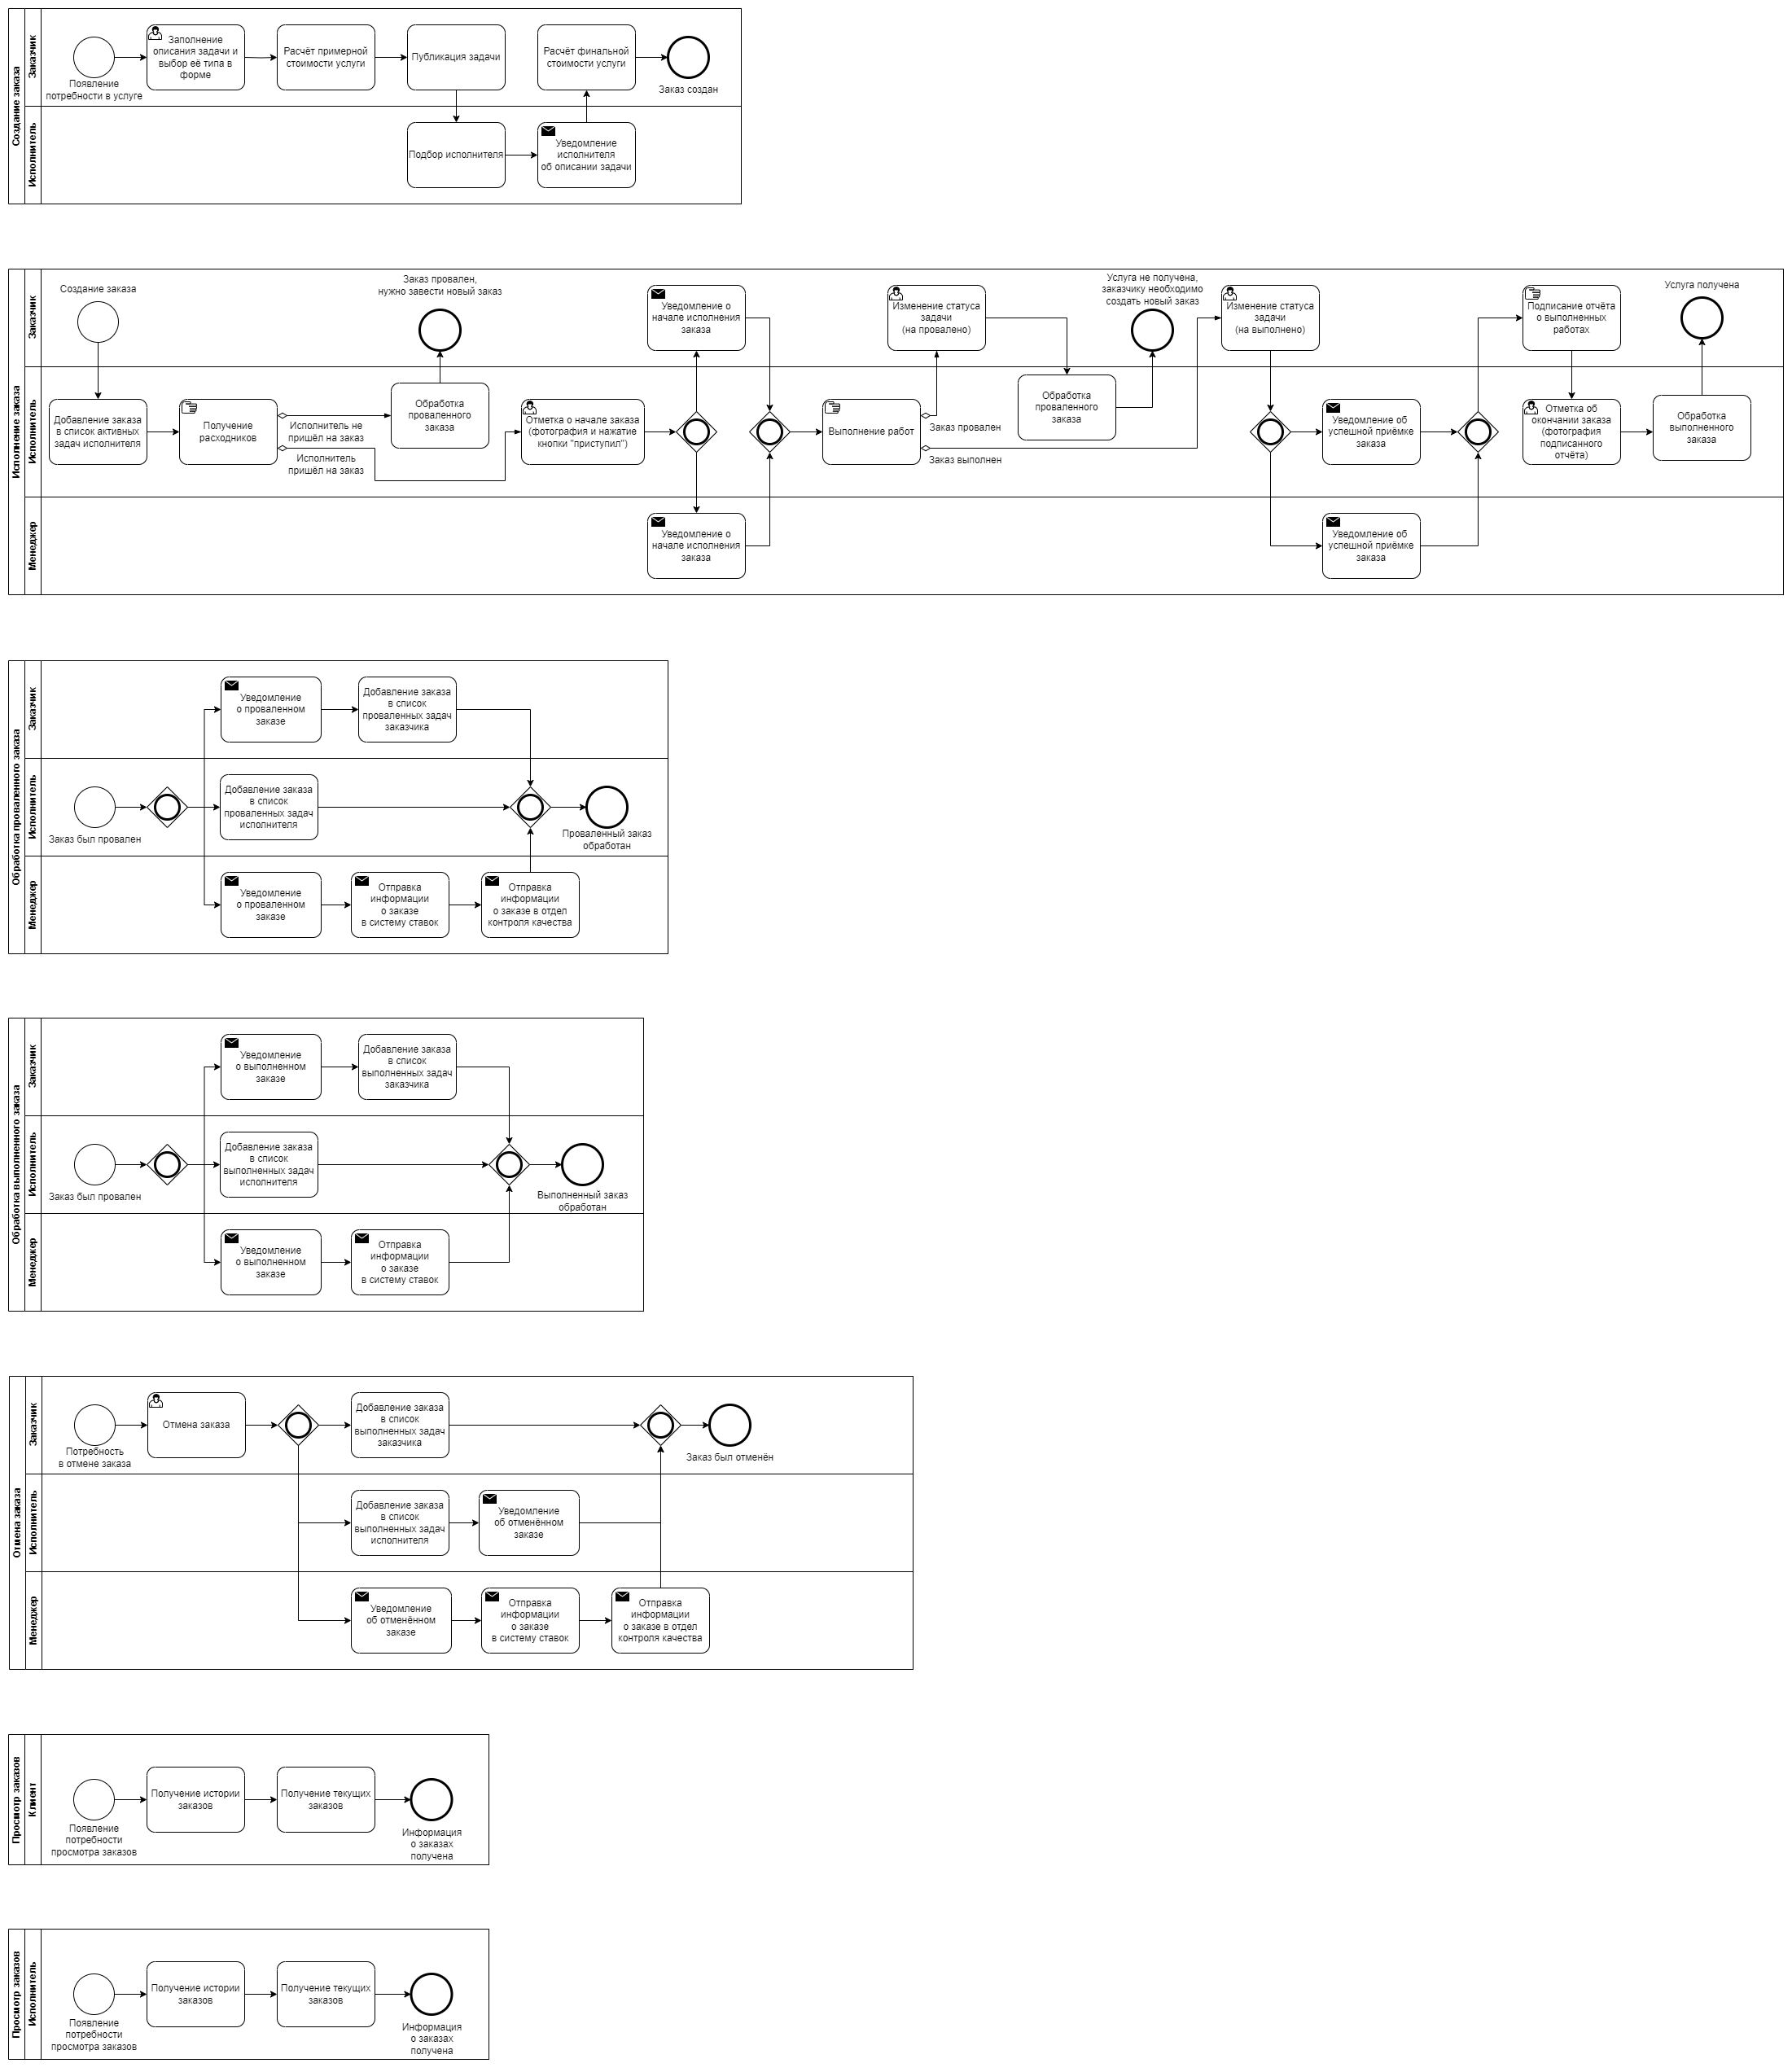 Создание заказа
Заказчик
Исполнитель
Появление
потребности в услуге
Заполнение
описания задачи и
выбор её типа в
форме
Расчёт примерной
стоимости услуги
Публикация задачи
Расчёт финальной
стоимости услуги
Заказ создан
Подбор исполнителя
Уведомление
исполнителя
об описании задачи
Исполнение заказа
Заказчик
Исполнитель
Менеджер
Создание заказа
Заказ провален,
нужно завести новый заказ
Уведомление о
начале исполнения
заказа
Изменение статуса
задачи
(на провалено)
Услуга не получена,
заказчику необходимо
создать новый заказ
Изменение статуса
задачи
(на выполнено)
Подписание отчёта
о выполненных
работах
Услуга получена
Добавление заказа
в список активных
задач исполнителя
Получение
расходников
Исполнитель не
пришёл на заказ
Исполнитель
пришёл на заказ
Обработка
проваленного
заказа
Отметка о начале заказа
(фотография и нажатие
кнопки "приступил")
Выполнение работ
Заказ провален
Заказ выполнен
Обработка
проваленного
заказа
Уведомление об
успешной приёмке
заказа
Отметка об
окончании заказа
(фотография
подписанного
отчёта)
Обработка
выполненного
заказа
Уведомление о
начале исполнения
заказа
Уведомление об
успешной приёмке
заказа
Обработка проваленного заказа
Заказчик
Исполнитель
Менеджер
Уведомление
о проваленном
заказе
Добавление заказа
в список
проваленных задач
заказчика
Заказ был провален
Добавление заказа
в список
проваленных задач
исполнителя
Проваленный заказ
обработан
Уведомление
о проваленном
заказе
Отправка
информации
о заказе
в систему ставок
Отправка
информации
о заказе в отдел
контроля качества
Обработка выполненного заказа
Заказчик
Исполнитель
Менеджер
Уведомление
о выполненном
заказе
Добавление заказа
в список
выполненных задач
заказчика
Заказ был провален
Добавление заказа
в список
выполненных задач
исполнителя
Выполненный заказ
обработан
Уведомление
о выполненном
заказе
Отправка
информации
о заказе
в систему ставок
Отмена заказа
Заказчик
Исполнитель
Менеджер
Потребность
в отмене заказа
Отмена заказа
Добавление заказа
в список
выполненных задач
заказчика
Заказ был отменён
Добавление заказа
в список
выполненных задач
исполнителя
Уведомление
об отменённом
заказе
Уведомление
об отменённом
заказе
Отправка
информации
о заказе
в систему ставок
Отправка
информации
о заказе в отдел
контроля качества
Просмотр заказов
Клиент
Появление
потребности
просмотра заказов
Получение истории
заказов
Получение текущих
заказов
Информация
о заказах
получена
Просмотр заказов
Исполнитель
Появление
потребности
просмотра заказов
Получение истории
заказов
Получение текущих
заказов
Информация
о заказах
получена